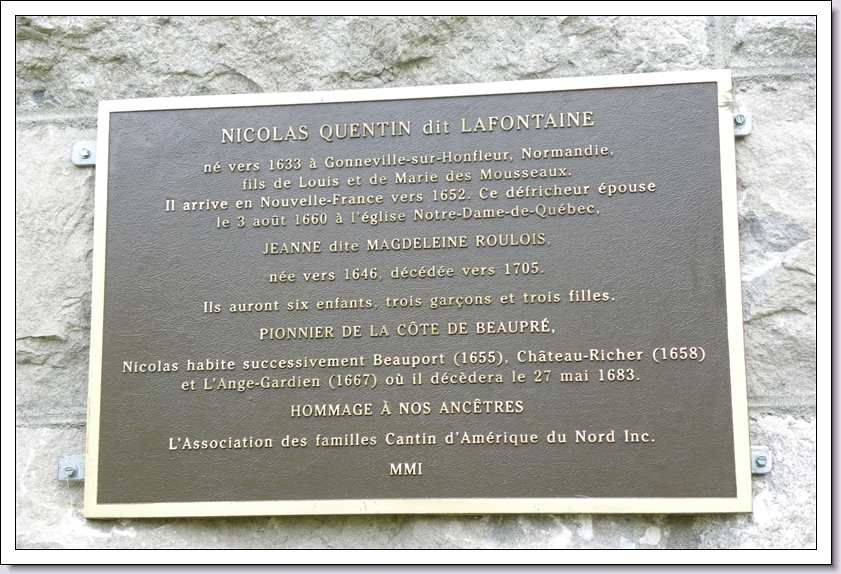 NICOLAS QUENTIN dit LAFONTAINE
né vers 1633 à Gonneville-sur-Honfleur, Normandie,
fils de Louis et de Marie des Mousseaux.
Il arrive en Nouvelle-France vers 1652. Ce défricheur épouse
le 3 août 1660 à l'église Notre-Dame-de-Québec,
JEANNE dite MAGDELEINE ROULOIS,
née vers 1646, décédée vers 1705.
Ils auront six enfants, trois garçons et trois filles.
PIONNIER DE LA CÔTE DE BEAUPRÉ,
Nicolas habite successivement Beauport (1655), Château-Richer (1658)
et L'Ange-Gardien (1667) où il décèdera le 27 mai 1683.
HOMMAGE À NOS ANCÊTRES
L'Association des familles Cantin d'Amérique du Nord Inc.
MMI